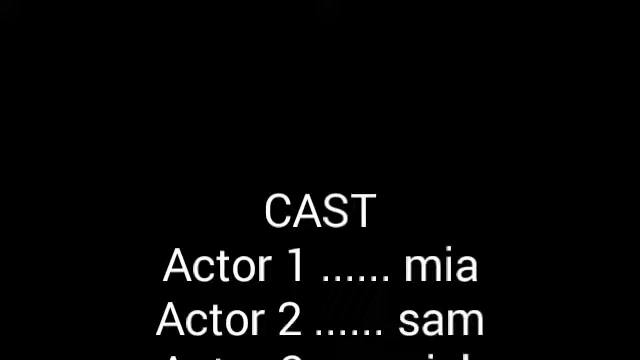 CAST
Actor 1 ...... mia
Actor 2 ...... sam